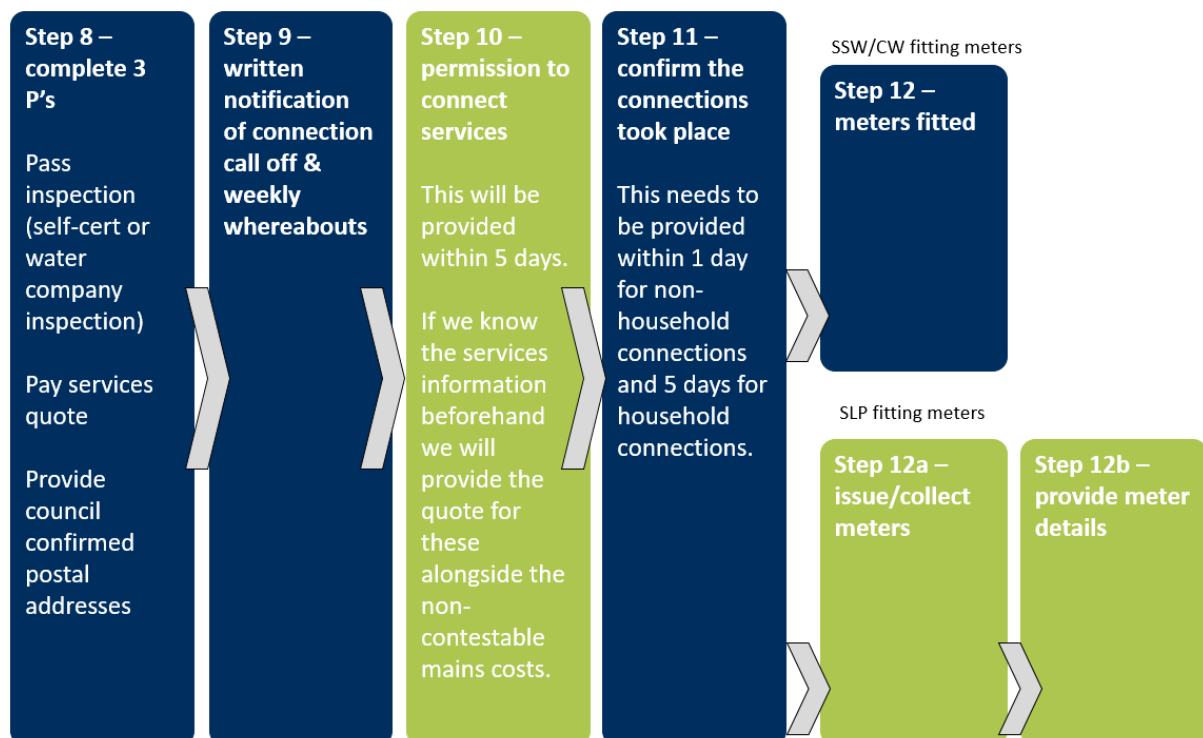 Step 8 –
complete 3
P's
Pass
inspection
(self-cert or
water
company
inspection)
Pay services
quote
Provide
council
confirmed
postal
addresses
Step 9 –
written
notification
of connection
call off &
weekly
whereabouts
Step 10 –
permission to
connect
services
This will be
provided
within 5 days.
If we know
the services
information
beforehand
we will
provide the
quote for
these
alongside the
non-
contestable
mains costs.
Step 11 –
confirm the
connections
took place
This needs to
be provided
within 1 day
for non-
household
connections
and 5 days for
household
connections.
SSW/CW fitting meters
Step 12 –
meters fitted
SLP fitting meters
Step 12a –
issue/collect
meters
Step 12b –
provide meter
details